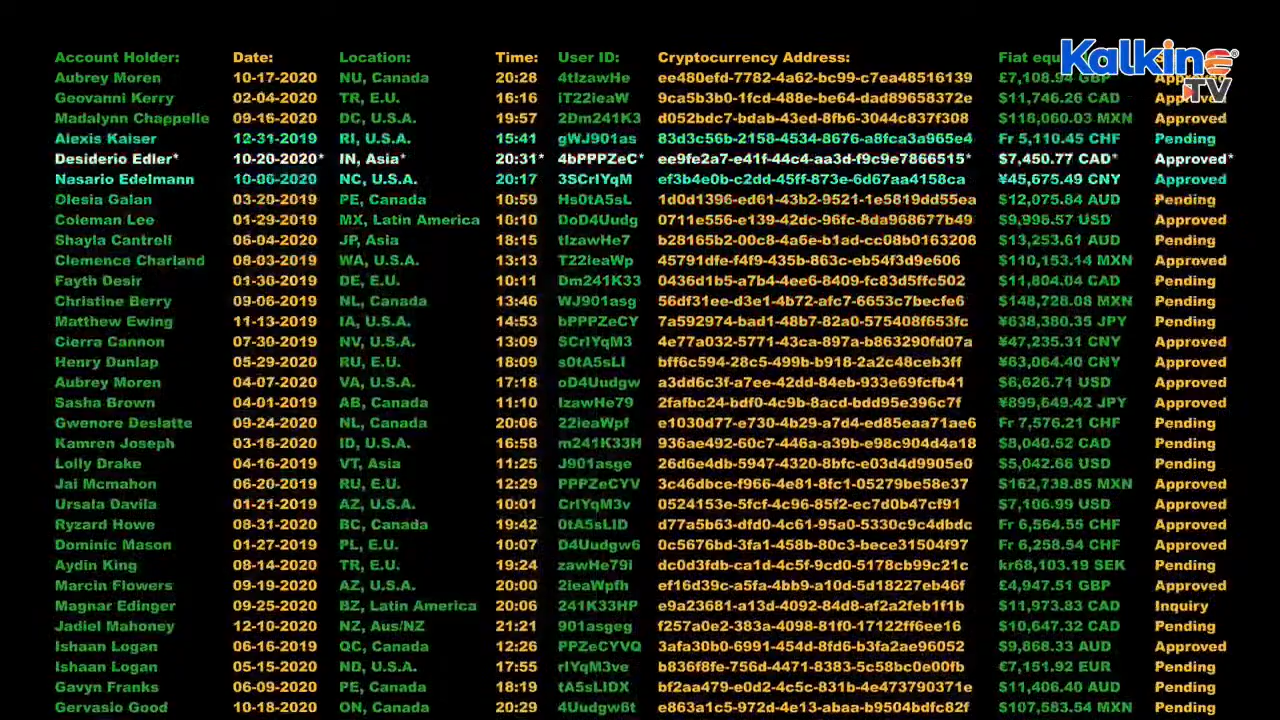 Kalkine TV
Account Holder: Date: Location: Time: User ID: Cryptocurrency Address: Fiat
Aubrey Moren 10-17-2020 NU, Canada 20:28 4tIzawHe ee480efd-7782-4a62-bc99-c7ea48516139 £7,108.94 GBP
Geovanni Kerry 02-04-2020 TR, E.U. 16:16 iT22ieaW 9ca5b3b0-1fcd-488e-be64-dad89658372e $11,746.26 CAD
Madalynn Chappelle 09-16-2020 DC, U.S.A. 19:57 2Dm241K3 d052bdc7-bdab-43ed-8fb6-3044c837f308 $118,060.03 MXN Approved
Alexis Kaiser 12-31-2019 RI, U.S.A. 15:41 gWJ901as 83d3c56b-2158-4534-8676-a8fca3a965e4 Fr 5,110.45 CHF Pending
Desiderio Edler* 10-20-2020* IN, Asia* 20:31* 4bPPPZeC* ee9fe2a7-e41f-44c4-aa3d-f9c9e7866515* $7,450.77 CAD* Approved*
Nasario Edelmann 10-06-2020 NC, U.S.A. 20:17 3SCrIYqM ef3b4e0b-c2dd-45ff-873e-6d67aa4158ca ¥45,675.49 CNY Approved
Olesia Galan 03-20-2019 PE, Canada 10:59 Hs0tA5sL 1d0d1396-ed61-43b2-9521-1e5819dd55ea $12,075.84 AUD Pending
Coleman Lee 01-29-2019 MX, Latin America 10:10 DoD4Uudg 0711e556-e139-42dc-96fc-8da968677b49 $9,996.57 USD Approved
Shayla Cantrell 06-04-2020 JP, Asia 18:15 tIzawHe7 b28165b2-00c8-4a6e-b1ad-cc08b0163206 $13,253.61 AUD Pending
Clemence Charland 08-03-2019 WA, U.S.A. 13:13 T22ieaWp 45791dfe-f4f9-435b-863c-eb54f3d9e606 $110,153.14 MXN Approved
Fayth Desir 01-30-2019 DE, E.U. 10:11 Dm241K33 0436d1b5-a7b4-4ee6-8409-fc83d5ffc502 $11,804.04 CAD Pending
Christine Berry 09-06-2019 NL, Canada 13:46 WJ901asg 56df31ee-d3e1-4b72-afc7-6653c7becfe6 $148,728.08 MXN Pending
Matthew Ewing 11-13-2019 IA, U.S.A. 14:53 bPPPZeCY 7a592974-bad1-48b7-82a0-575408f653fc ¥638,380.35 JPY Pending
Cierra Cannon 07-30-2019 NV, U.S.A. 13:09 SCrIYqM3 4e77a032-5771-43ca-897a-b863290fd07a ¥47,235.31 CNY Approved
Henry Dunlap 05-29-2020 RU, E.U. 18:09 s0tA5sLI bff6c594-28c5-499b-b918-2a2c48ceb3ff ¥63,064.40 CNY Approved
Aubrey Moren 04-07-2020 VA, U.S.A. 17:18 oD4Uudgw a3dd6c3f-a7ee-42dd-84eb-933e69fcfb41 $6,626.71 USD Approved
Sasha Brown 04-01-2019 AB, Canada 11:10 IzawHe79 2fafbc24-bdf0-4c9b-8acd-bdd95e396c7f ¥899,649.42 JPY Approved
Gwenore Deslatte 09-24-2020 NL, Canada 20:06 22ieaWpf e1030d77-e730-4b29-a7d4-ed85eaa71ae6 Fr 7,576.21 CHF Pending
Kamren Joseph 03-16-2020 ID, U.S.A. 16:58 m241K33H 936ae492-60c7-446a-a39b-e98c904d4a18 $8,040.52 CAD Pending
Lolly Drake 04-16-2019 VT, Asia 11:25 J901asge 26d6e4db-5947-4320-8bfc-e03d4d9905e0 $5,042.66 USD Pending
Jai Mcmahon 06-20-2019 RU, E.U. 12:29 PPPZeCYV 3c46dbce-f966-4e81-8fc1-05279be58e37 $162,738.85 MXN Pending
Ursala Davila 01-21-2019 AZ, U.S.A. 10:01 CrIYqM3v 0524153e-5fcf-4c96-85f2-ec7d0b47cf91 $7,106.99 USD Approved
Ryzard Howe 08-31-2020 BC, Canada 19:42 0tA5sLID d77a5b63-dfd0-4c61-95a0-5330c9c4dbdc Fr 6,564.55 CHF Approved
Dominic Mason 01-27-2019 PL, E.U. 10:07 D4Uudgw6 0c5676bd-3fa1-458b-80c3-bece31504f97 Fr 6,258.54 CHF Approved
Aydin King 08-14-2020 TR, E.U. 19:24 zawHe79i dc0d3fdb-ca1d-4c5f-9cd0-5178cb99c21c kr68,103.19 SEK Pending
Marcin Flowers 09-19-2020 AZ, U.S.A. 20:00 2ieaWpfh ef16d39c-a5fa-4bb9-a10d-5d18227eb46f £4,947.51 GBP Approved
Magnar Edinger 09-25-2020 BZ, Latin America 20:06 241K33HP e9a23681-a13d-4092-84d8-af2a2feb1f1b $11,973.83 CAD Inquiry
Jadiel Mahoney 12-10-2020 NZ, Aus/NZ 21:21 901asgeg f257a0e2-383a-4098-81f0-17122ff6ee16 $10,647.32 CAD Pending
Ishaan Logan 06-16-2019 QC, Canada 12:26 PPZeCYVQ 3afa30b0-6991-454d-8fd6-b3fa2ae96052 $9,868.33 AUD Approved
Ishaan Logan 05-15-2020 ND, U.S.A. 17:55 rIYqM3ve b836f8fe-756d-4471-8383-5c58bc0e00fb €7,151.92 EUR Pending
Gavyn Franks 06-09-2020 PE, Canada 18:19 tA5sLIDX bf2aa479-e0d2-4c5c-831b-4e473790371e $11,406.40 AUD Pending
Gervasio Good 10-18-2020 ON, Canada 20:29 4Uudgw6t e863a1c5-972d-4e13-abaa-b9504bdfc82f $107,583.54 MXN Pending